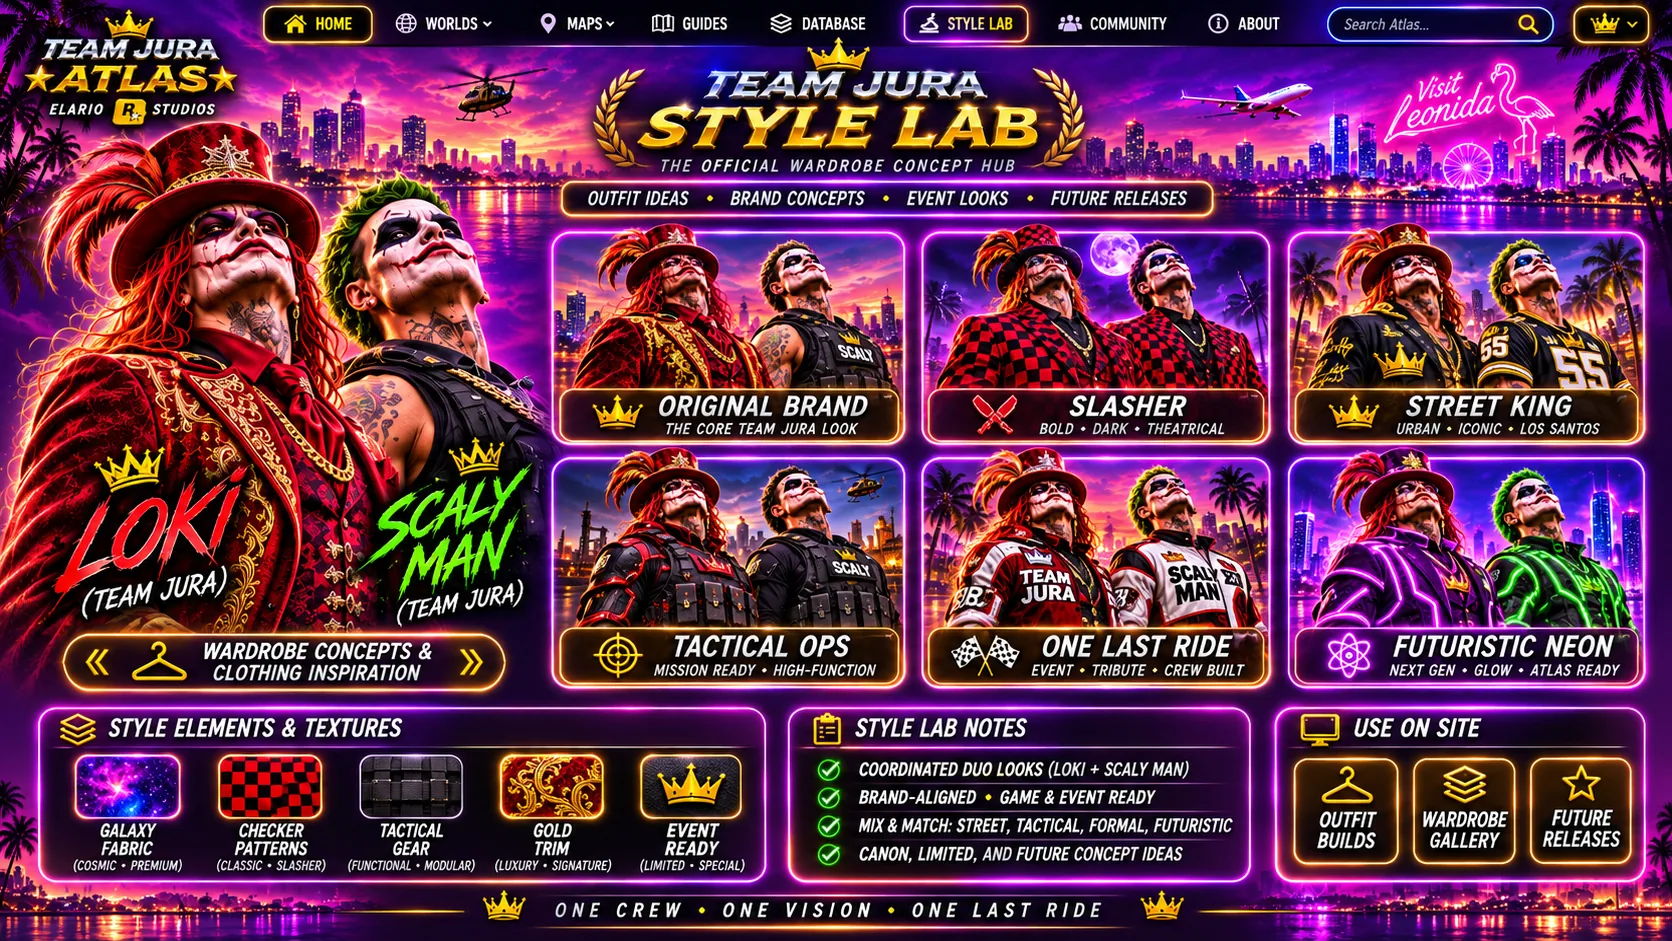 TEAM JURA
ATLAS
ELARIO R STUDIOS
HOME
WORLDS
MAPS
GUIDES
DATABASE
STYLE LAB
COMMUNITY
ABOUT
Search Atlas...
TEAM JURA
STYLE LAB
THE OFFICIAL WARDROBE CONCEPT HUB
Visit
Leonida
OUTFIT IDEAS • BRAND CONCEPTS • EVENT LOOKS • FUTURE RELEASES
LOKI
(TEAM JURA)
SCALY
MAN
(TEAM JURA)
WARDROBE CONCEPTS &
CLOTHING INSPIRATION
SCALY
ORIGINAL BRAND
THE CORE TEAM JURA LOOK
SLASHER
BOLD • DARK • THEATRICAL
55
55
STREET KING
URBAN • ICONIC • LOS SANTOS
SCALY
TACTICAL OPS
MISSION READY • HIGH-FUNCTION
TEAM
JURA
SCALY
MAN
ONE LAST RIDE
EVENT • TRIBUTE • CREW BUILT
FUTURISTIC NEON
NEXT GEN • GLOW • ATLAS READY
STYLE ELEMENTS & TEXTURES
GALAXY
FABRIC
(COSMIC • PREMIUM)
CHECKER
PATTERNS
(CLASSIC • SLASHER)
TACTICAL
GEAR
(FUNCTIONAL • MODULAR)
GOLD
TRIM
(LUXURY • SIGNATURE)
EVENT
READY
(LIMITED • SPECIAL)
STYLE LAB NOTES
COORDINATED DUO LOOKS (LOKI + SCALY MAN)
BRAND-ALIGNED • GAME & EVENT READY
MIX & MATCH: STREET, TACTICAL, FORMAL, FUTURISTIC
CANON, LIMITED, AND FUTURE CONCEPT IDEAS
USE ON SITE
OUTFIT
BUILDS
WARDROBE
GALLERY
FUTURE
RELEASES
ONE CREW • ONE VISION • ONE LAST RIDE